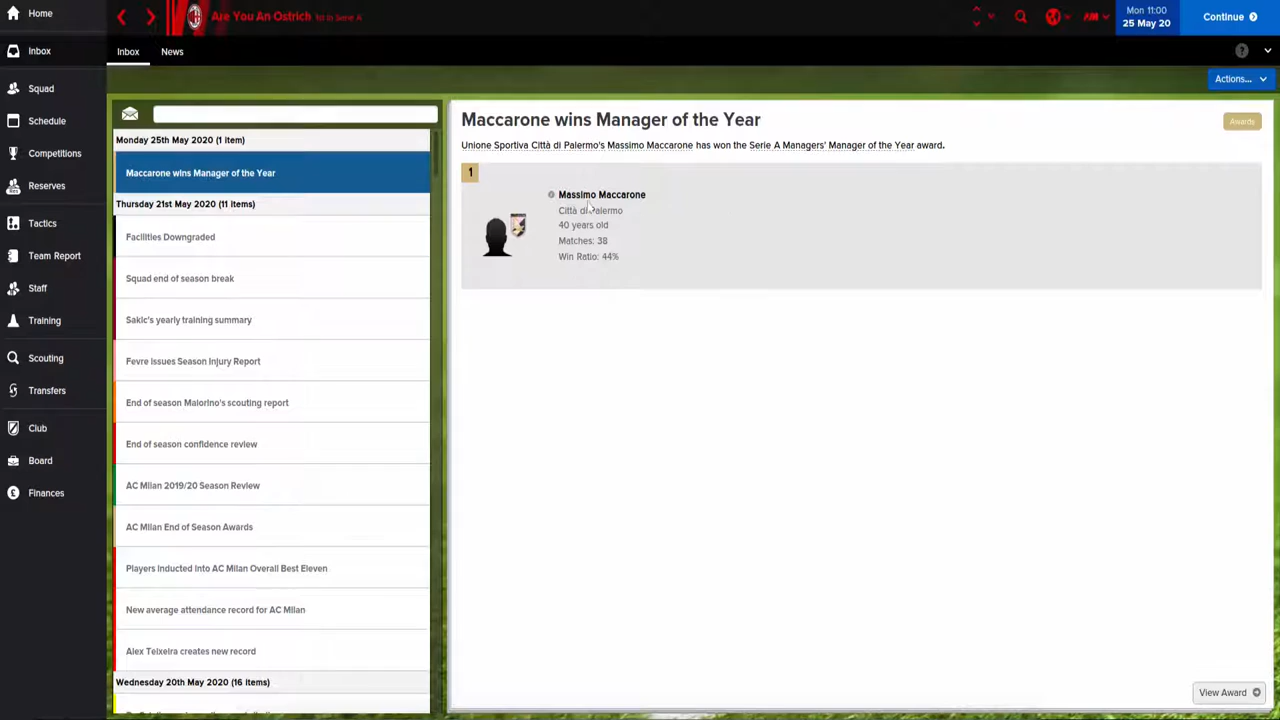 Home
Are You An Ostrich 1st in Serie A
Mon 11:00
25 May 20
Continue
Inbox
Squad
Schedule
Competitions
Reserves
Tactics
Team Report
Staff
Training
Scouting
Transfers
Club
Board
Finances
Inbox News
?
Actions...
Monday 25th May 2020 (1 item)
Maccarone wins Manager of the Year
Thursday 21st May 2020 (11 items)
Facilities Downgraded
Squad end of season break
Sakic's yearly training summary
Fevre issues Season Injury Report
End of season Maiorino's scouting report
End of season confidence review
AC Milan 2019/20 Season Review
AC Milan End of Season Awards
Players inducted into AC Milan Overall Best Eleven
New average attendance record for AC Milan
Alex Teixeira creates new record
Wednesday 20th May 2020 (16 items)
Maccarone wins Manager of the Year
Awards
Unione Sportiva Città di Palermo's Massimo Maccarone has won the Serie A Managers' Manager of the Year award.
1
Massimo Maccarone
Città di Palermo
40 years old
Matches: 38
Win Ratio: 44%
View Award